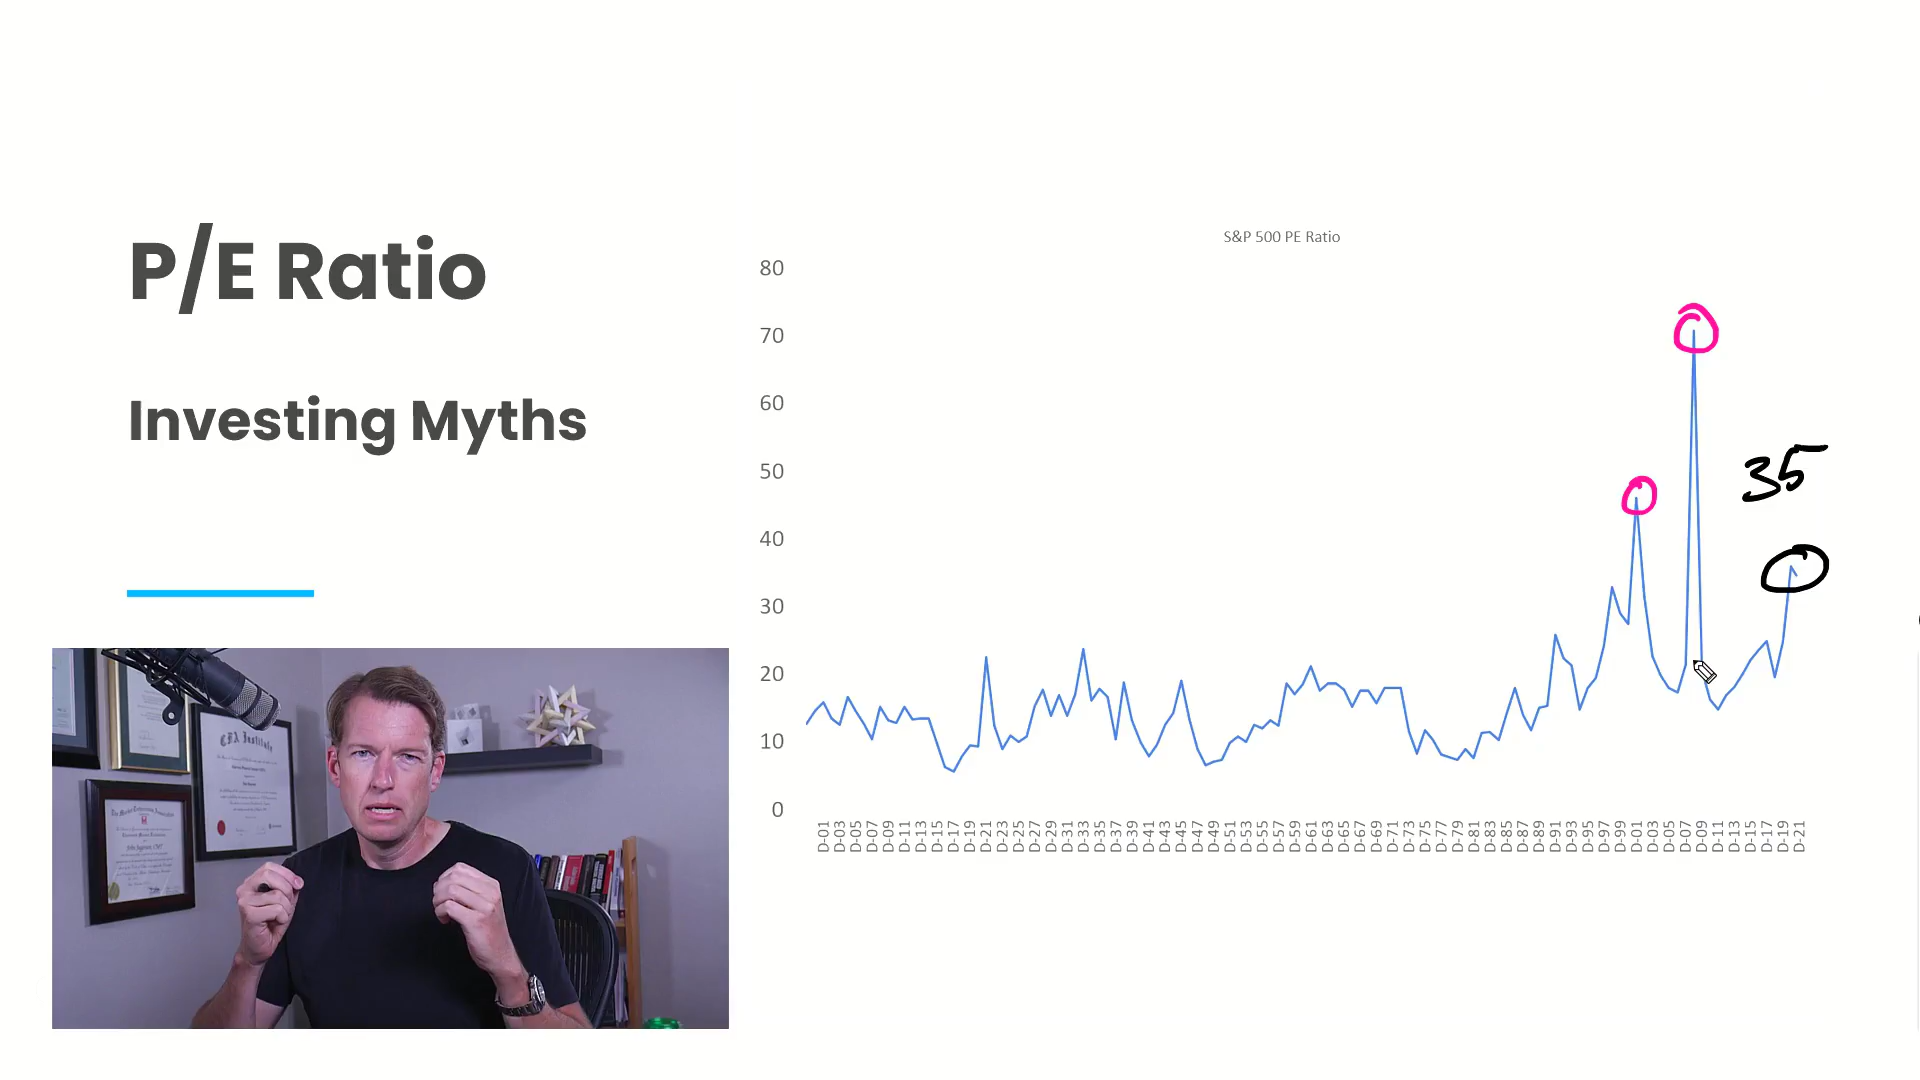 P/E Ratio
Investing Myths
S&P 500 PE Ratio
80
70
60
50
40
30
20
10
0
35
D-01 D-03 D-05 D-07 D-09 D-11 D-13 D-15 D-17 D-19 D-21 D-23 D-25 D-27 D-29 D-31 D-33 D-35 D-37 D-39 D-41 D-43 D-45 D-47 D-49 D-51 D-53 D-55 D-57 D-59 D-61 D-63 D-65 D-67 D-69 D-71 D-73 D-75 D-77 D-79 D-81 D-83 D-85 D-87 D-89 D-91 D-93 D-95 D-97 D-99 D-01 D-03 D-05 D-07 D-09 D-11 D-13 D-15 D-17 D-19 D-21
CFA Institute